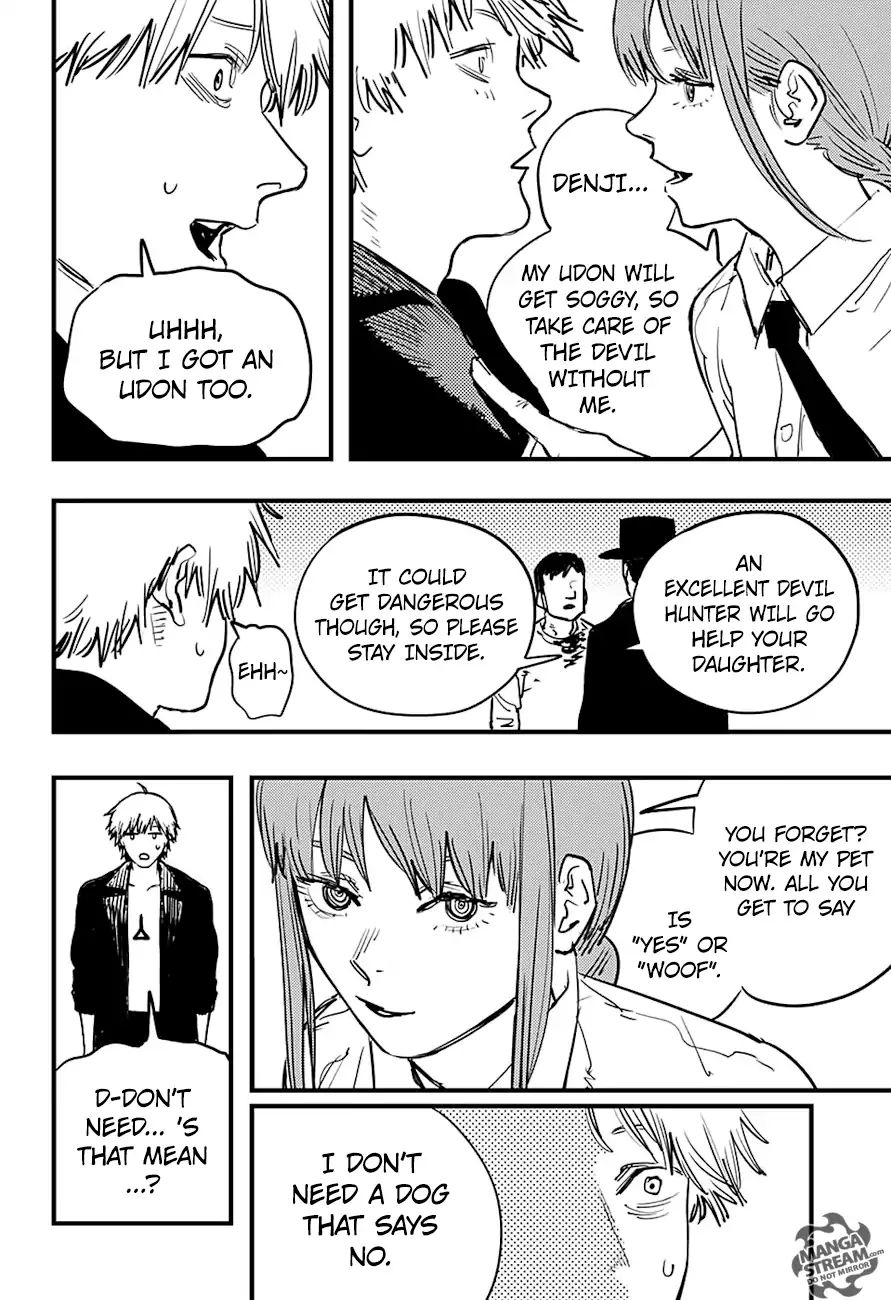 DENJI...
MY UDON WILL
GET SOGGY, SO
TAKE CARE OF
THE DEVIL
WITHOUT
ME.
UHHH,
BUT I GOT AN
UDON TOO.
AN
EXCELLENT DEVIL
HUNTER WILL GO
HELP YOUR
DAUGHTER.
IT COULD
GET DANGEROUS
THOUGH, SO PLEASE
STAY INSIDE.
EHH~
YOU FORGET?
YOU'RE MY PET
NOW. ALL YOU
GET TO SAY
IS
"YES" OR
"WOOF".
I DON'T
NEED A DOG
THAT SAYS
NO.
D-DON'T
NEED... 'S
THAT MEAN
...?
MANGA
STREAM.com
DO NOT MIRROR